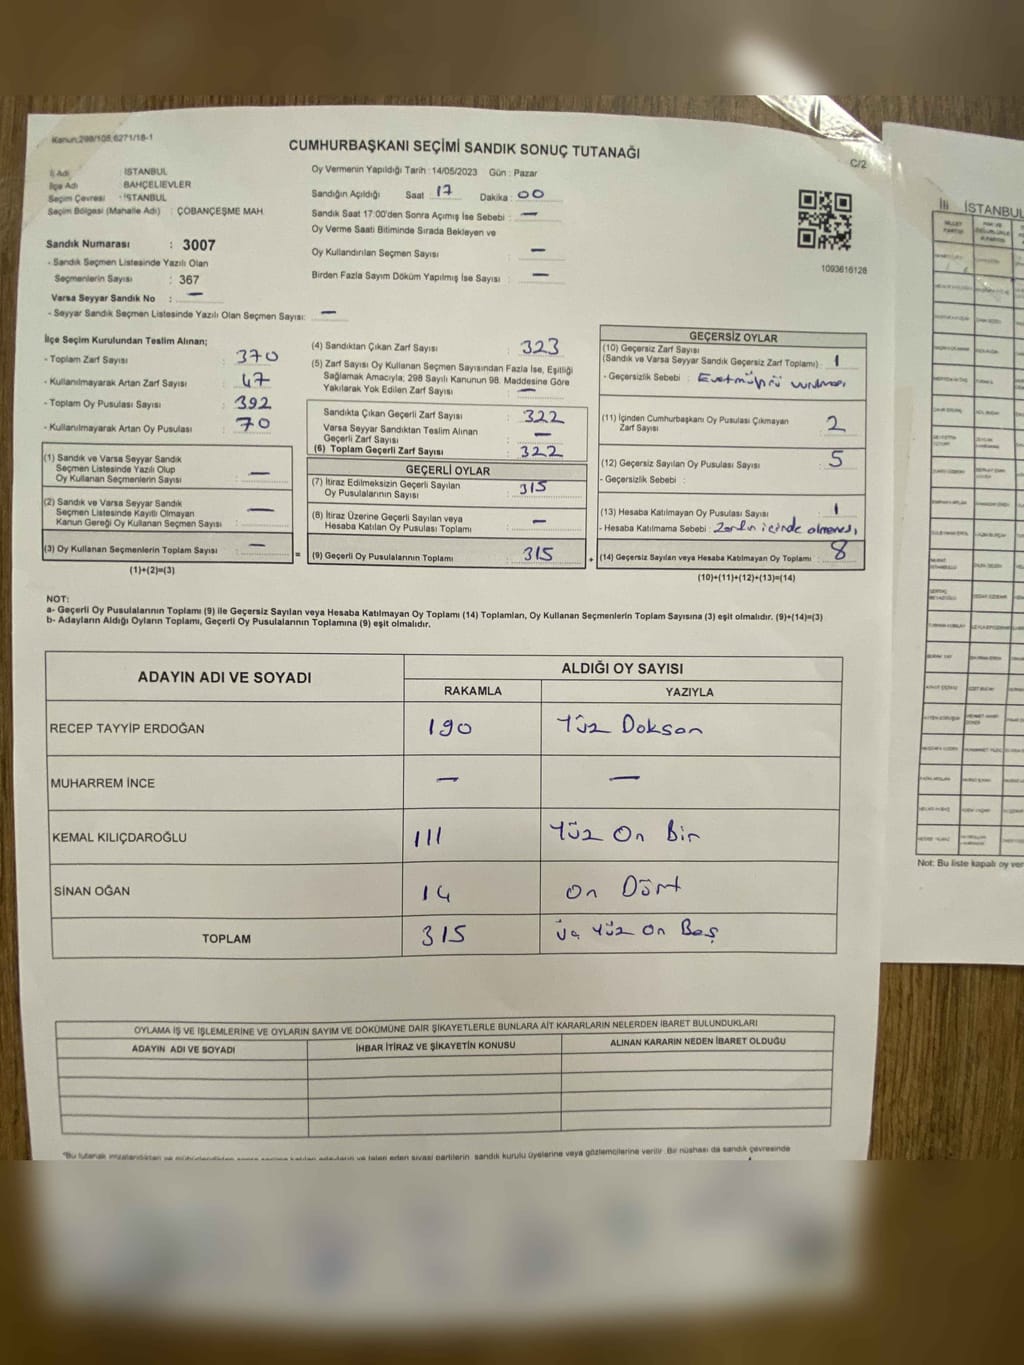 Kanun:298/105,6271/18-1
CUMHURBAŞKANI SEÇİMİ SANDIK SONUÇ TUTANAĞI
C/2
İl Adı İSTANBUL
İlçe Adı BAHÇELİEVLER
Seçim Çevresi : İSTANBUL
Seçim Bölgesi (Mahalle Adı) : ÇOBANÇEŞME MAH.
Sandık Numarası : 3007
- Sandık Seçmen Listesinde Yazılı Olan
Seçmenlerin Sayısı : 367
Varsa Seyyar Sandık No : —
- Seyyar Sandık Seçmen Listesinde Yazılı Olan Seçmen Sayısı: —
Oy Vermenin Yapıldığı Tarih : 14/05/2023 Gün : Pazar
Sandığın Açıldığı Saat 17 Dakika : 00
Sandık Saat 17:00'den Sonra Açımış İse Sebebi : —
Oy Verme Saati Bitiminde Sırada Bekleyen ve
Oy Kullandırılan Seçmen Sayısı : —
Birden Fazla Sayım Döküm Yapılmış İse Sayısı : —
1093616128
İlçe Seçim Kurulundan Teslim Alınan;
- Toplam Zarf Sayısı : 370
- Kullanılmayarak Artan Zarf Sayısı : 47
- Toplam Oy Pusulası Sayısı : 392
- Kullanılmayarak Artan Oy Pusulası : 70
(1) Sandık ve Varsa Seyyar Sandık
Seçmen Listesinde Yazılı Olup
Oy Kullanan Seçmenlerin Sayısı : —
(2) Sandık ve Varsa Seyyar Sandık
Seçmen Listesinde Kayıtlı Olmayan
Kanun Gereği Oy Kullanan Seçmen Sayısı : —
(3) Oy Kullanan Seçmenlerin Toplam Sayısı : —
(1)+(2)=(3)
(4) Sandıktan Çıkan Zarf Sayısı : 323
(5) Zarf Sayısı Oy Kullanan Seçmen Sayısından Fazla İse, Eşitliği
Sağlamak Amacıyla; 298 Sayılı Kanunun 98. Maddesine Göre
Yakılarak Yok Edilen Zarf Sayısı : —
Sandıkta Çıkan Geçerli Zarf Sayısı : 322
Varsa Seyyar Sandıktan Teslim Alınan
Geçerli Zarf Sayısı : —
(6) Toplam Geçerli Zarf Sayısı : 322
GEÇERLİ OYLAR
(7) İtiraz Edilmeksizin Geçerli Sayılan
Oy Pusulalarının Sayısı : 315
(8) İtiraz Üzerine Geçerli Sayılan veya
Hesaba Katılan Oy Pusulası Toplamı : —
= (9) Geçerli Oy Pusulalarının Toplamı : 315
GEÇERSİZ OYLAR
(10) Geçersiz Zarf Sayısı
(Sandık ve Varsa Seyyar Sandık Geçersiz Zarf Toplamı) : 1
- Geçersizlik Sebebi : Evet mührü vurulması
(11) İçinden Cumhurbaşkanı Oy Pusulası Çıkmayan
Zarf Sayısı : 2
(12) Geçersiz Sayılan Oy Pusulası Sayısı : 5
- Geçersizlik Sebebi :
(13) Hesaba Katılmayan Oy Pusulası Sayısı : 1
- Hesaba Katılmama Sebebi : Zarfın içinde olmaması
+ (14) Geçersiz Sayılan veya Hesaba Katılmayan Oy Toplamı : 8
(10)+(11)+(12)+(13)=(14)
NOT:
a- Geçerli Oy Pusulalarının Toplamı (9) ile Geçersiz Sayılan veya Hesaba Katılmayan Oy Toplamı (14) Toplamları, Oy Kullanan Seçmenlerin Toplam Sayısına (3) eşit olmalıdır. (9)+(14)=(3)
b- Adayların Aldığı Oyların Toplamı, Geçerli Oy Pusulalarının Toplamına (9) eşit olmalıdır.
ADAYIN ADI VE SOYADI ALDIĞI OY SAYISI
RAKAMLA YAZIYLA
RECEP TAYYİP ERDOĞAN 190 Yüz Doksan
MUHARREM İNCE — —
KEMAL KILIÇDAROĞLU 111 Yüz On Bir
SİNAN OĞAN 14 On Dört
TOPLAM 315 Üç Yüz On Beş
OYLAMA İŞ VE İŞLEMLERİNE VE OYLARIN SAYIM VE DÖKÜMÜNE DAİR ŞİKAYETLERLE BUNLARA AİT KARARLARIN NELERDEN İBARET BULUNDUKLARI
ADAYIN ADI VE SOYADI İHBAR İTİRAZ VE ŞİKAYETİN KONUSU ALINAN KARARIN NEDEN İBARET OLDUĞU
sandık kurulu üyelerine veya gözlemcilerine verilir. Bir nüshası da sandık çevresinde
İli İSTANBUL
Not: Bu liste kapalı oy ver